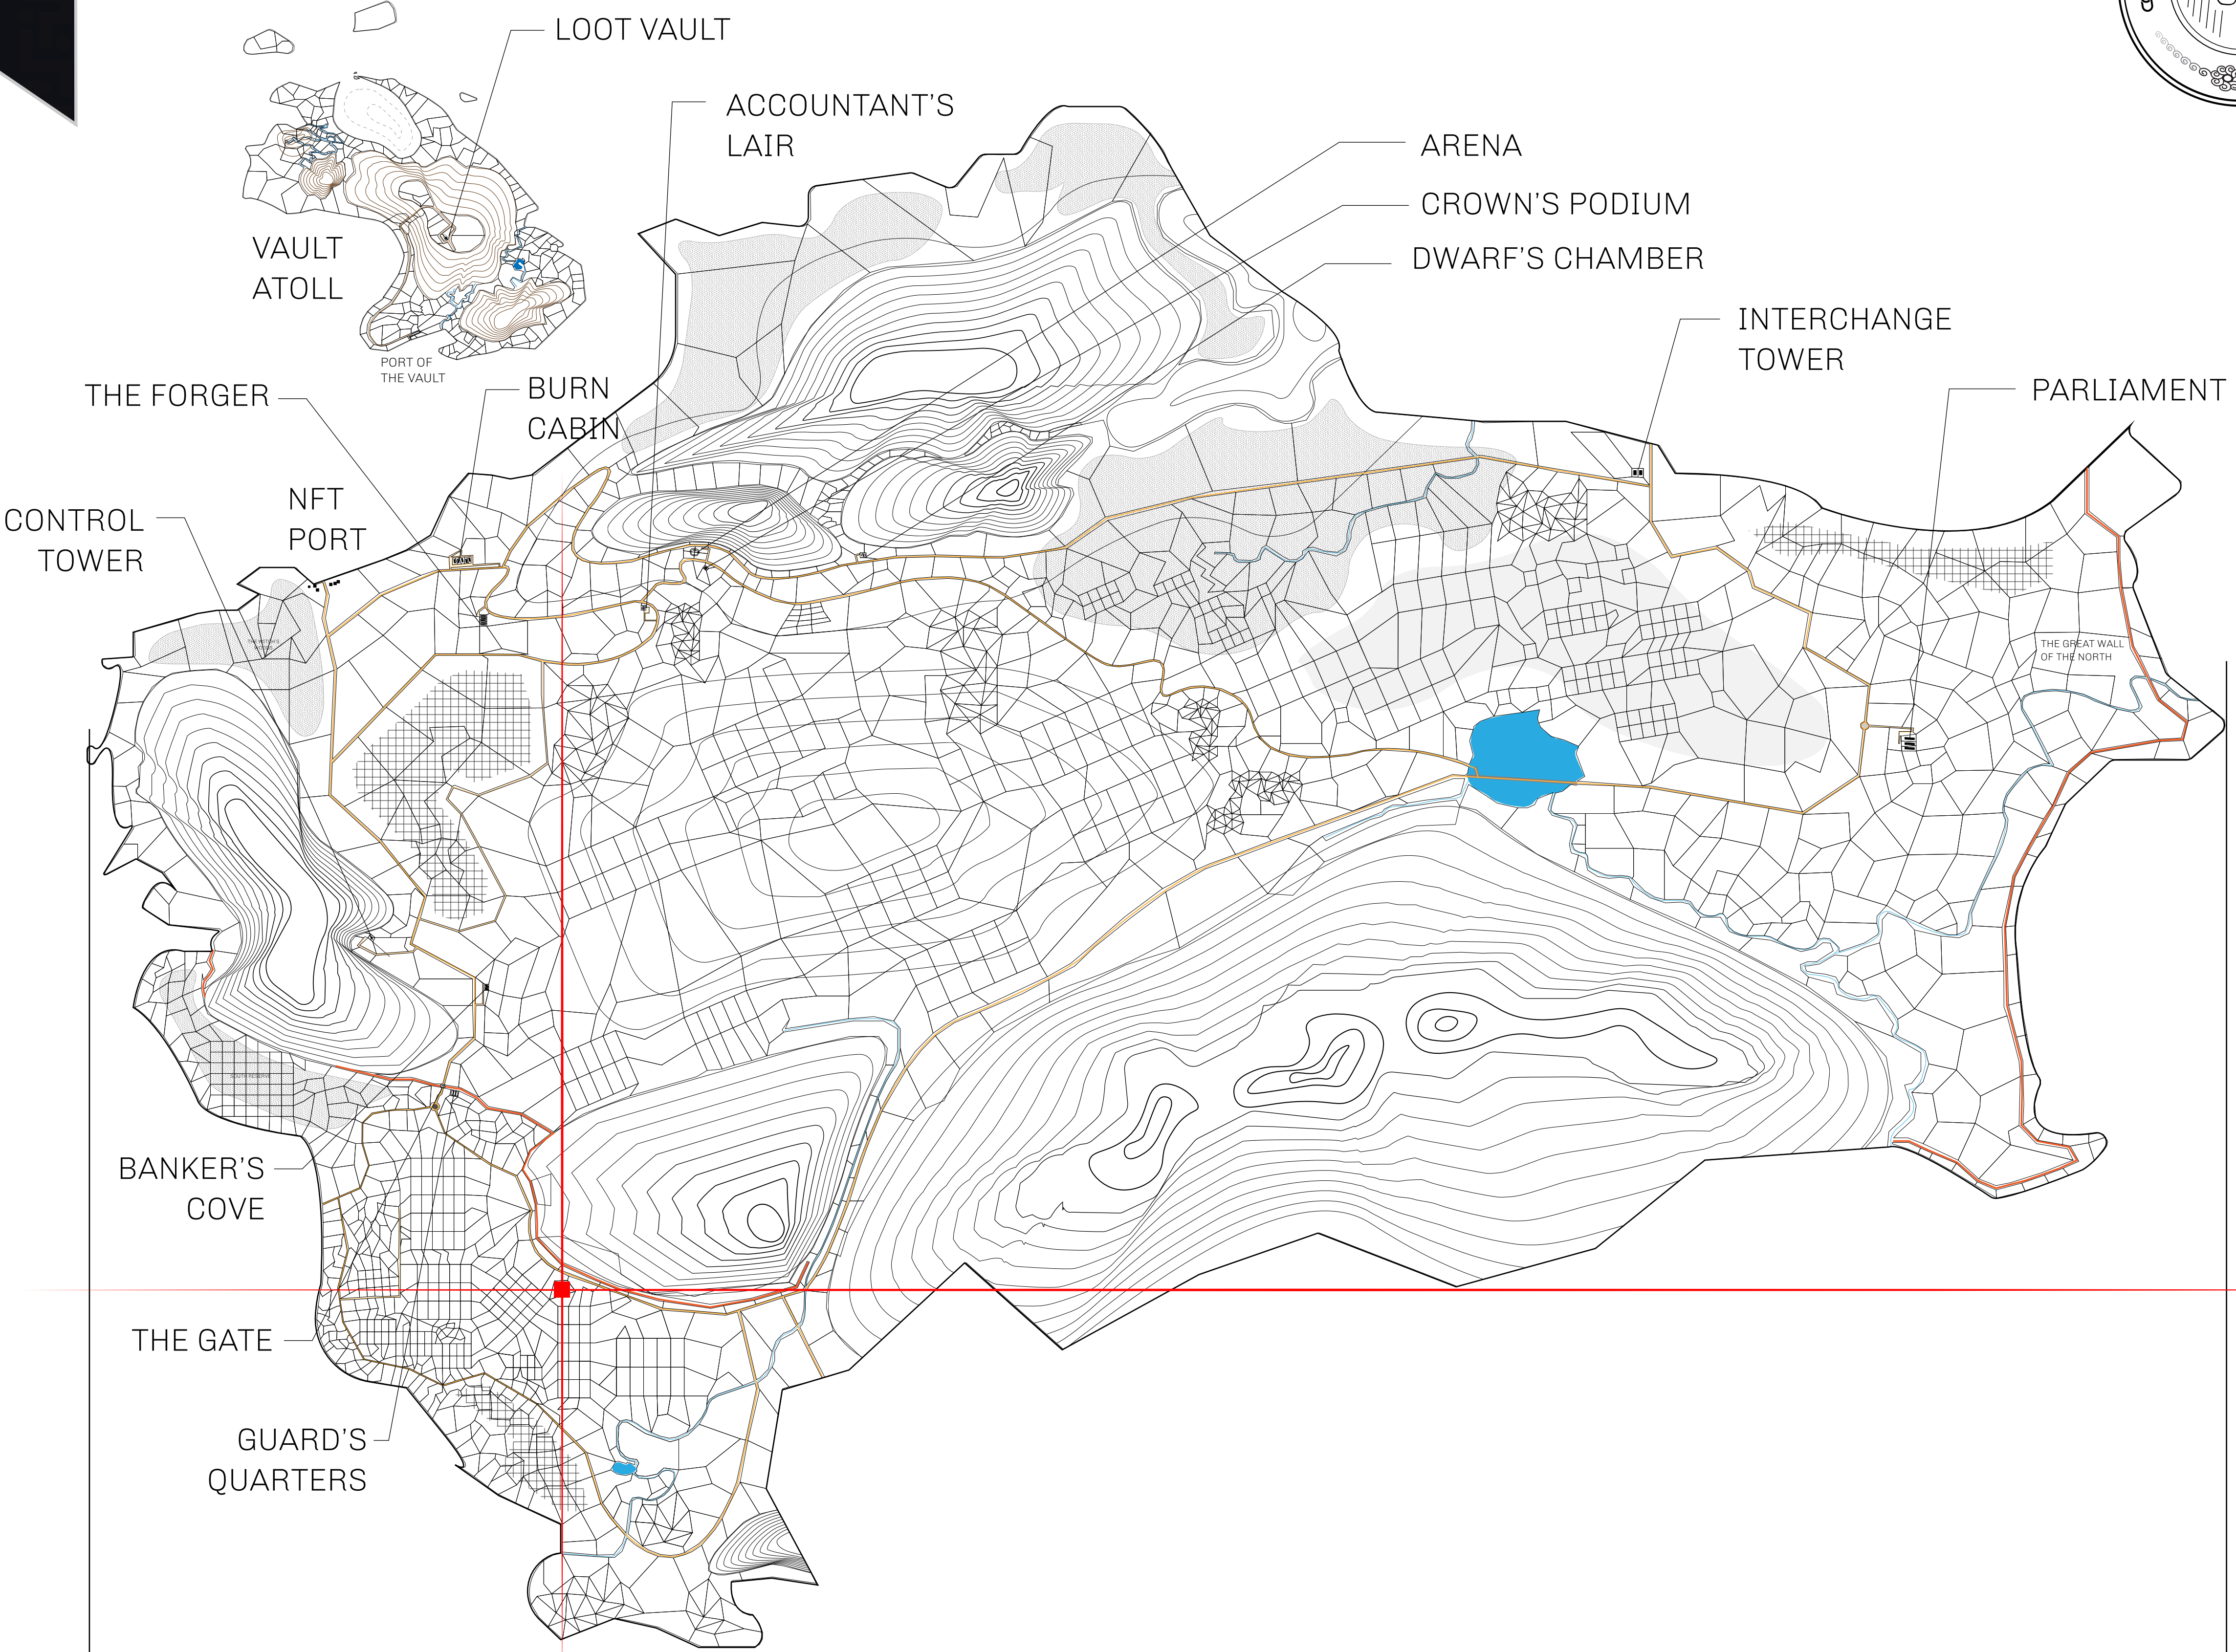 LOOT VAULT
ACCOUNTANT'S
LAIR
ARENA
CROWN'S PODIUM
DWARF'S CHAMBER
VAULT
ATOLL
INTERCHANGE
TOWER
PORT OF
THE VAULT
THE FORGER
BURN
CABIN
PARLIAMENT
NFT
PORT
CONTROL
TOWER
THE GREAT WALL
OF THE NORTH
SOUTH RESERVE
BANKER'S
COVE
THE GATE
GUARD'S
QUARTERS